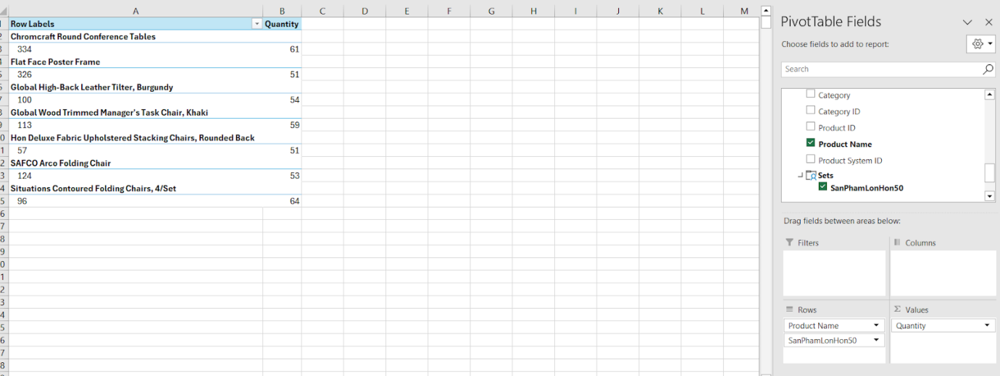 A B C D E F G H I J K L M
Row Labels Quantity
Chromcraft Round Conference Tables
334 61
Flat Face Poster Frame
326 51
Global High-Back Leather Tilter, Burgundy
100 54
Global Wood Trimmed Manager's Task Chair, Khaki
113 59
Hon Deluxe Fabric Upholstered Stacking Chairs, Rounded Back
57 51
SAFCO Arco Folding Chair
124 53
Situations Contoured Folding Chairs, 4/Set
96 64
PivotTable Fields
Choose fields to add to report:
Search
Category
Category ID
Product ID
Product Name
Product System ID
Sets
SanPhamLonHon50
Drag fields between areas below:
Filters
Columns
Rows
Product Name
SanPhamLonHon50
Σ Values
Quantity